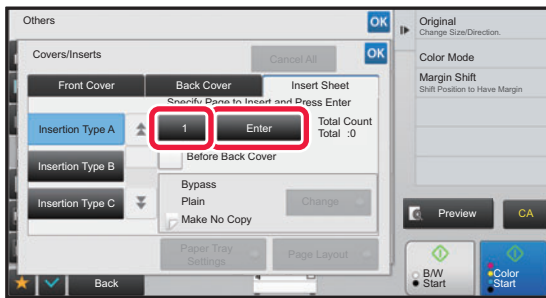 Others
OK
Covers/Inserts
Cancel All
OK
Front Cover
Back Cover
Insert Sheet
Specify Page to Insert and Press Enter
Insertion Type A
1
Enter
Total Count
Total :0
Before Back Cover
Insertion Type B
Bypass
Plain
Make No Copy
Change
Insertion Type C
Paper Tray
Settings
Page Layout
Back
Original
Change Size/Direction.
Color Mode
Margin Shift
Shift Position to Have Margin
Preview
CA
B/W
Start
Color
Start